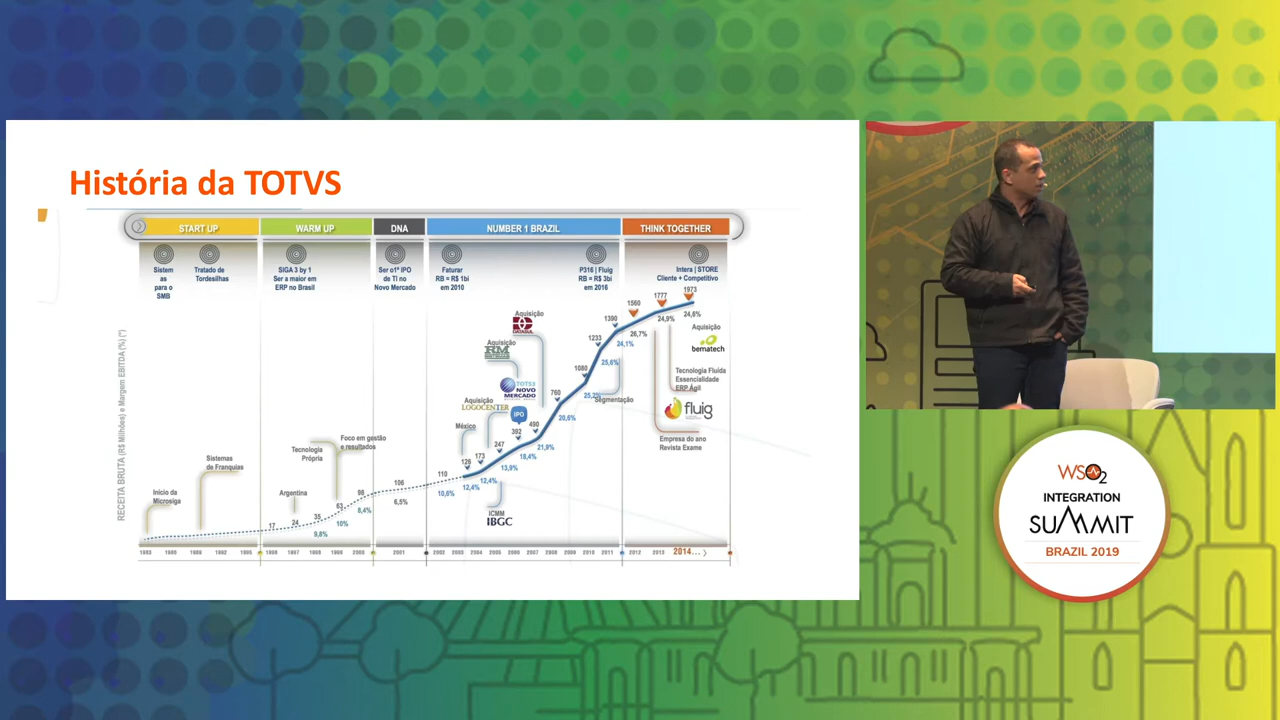 História da TOTVS
START UP
WARM UP
DNA
NUMBER 1 BRAZIL
THINK TOGETHER
Sistem
as
para o
SMB
Tratado de
Tordesilhas
SIGA 3 by 1
Ser a maior em
ERP no Brasil
Ser o1º IPO
de TI no
Novo Mercado
Faturar
RB = R$ 1bi
em 2010
P316 | Fluig
RB = R$ 3bi
em 2016
Intera | STORE
Cliente + Competitivo
RECEITA BRUTA (R$ Milhões) e Margem EBITDA (%) (*)
Início da
Microsiga
Sistemas
de Franquias
Argentina
Tecnologia
Própria
Foco em gestão
e resultados
México
Aquisição
LOGOCENTER
Aquisição
RM
Aquisição
DATASUL
TOTS3
NOVO
MERCADO
IPO
ICMM
IBGC
Segmentação
Empresa do ano
Revista Exame
Tecnologia Fluida
Essencialidade
ERP Ágil
fluig
Aquisição
bematech
17
24
35
63
98
106
110
126
173
247
392
490
760
1080
1233
1390
1560
1777
1973
9,8%
10%
8,4%
6,5%
10,6%
12,4%
12,4%
13,9%
18,4%
21,9%
20,6%
25,2%
25,6%
24,1%
26,7%
24,9%
24,6%
1983
1989
1992
1995
1996
1997
1998
1999
2000
2001
2002
2003
2004
2005
2006
2007
2008
2009
2010
2011
2012
2013
2014...
WSO2
INTEGRATION
SUMMIT
BRAZIL 2019